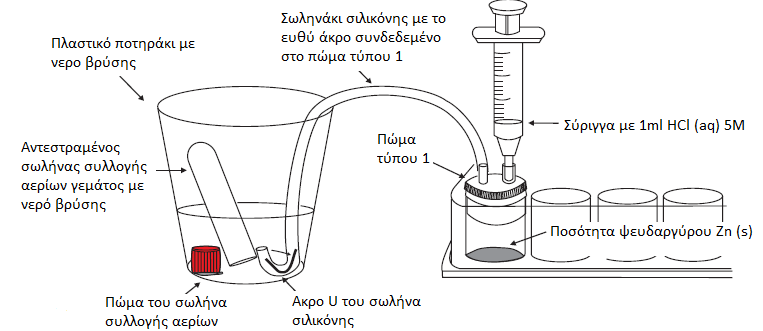 Σωληνάκι σιλικόνης με το
ευθύ άκρο συνδεδεμένο
στο πώμα τύπου 1
Πλαστικό ποτηράκι με
νερο βρύσης
Σύριγγα με 1ml HCl (aq) 5M
Πώμα
τύπου 1
Αντεστραμένος
σωλήνας συλλογής
αερίων γεμάτος με
νερό βρύσης
Ποσότητα ψευδαργύρου Zn (s)
Πώμα του σωλήνα
συλλογής αερίων
Ακρο U του σωλήνα
σιλικόνης